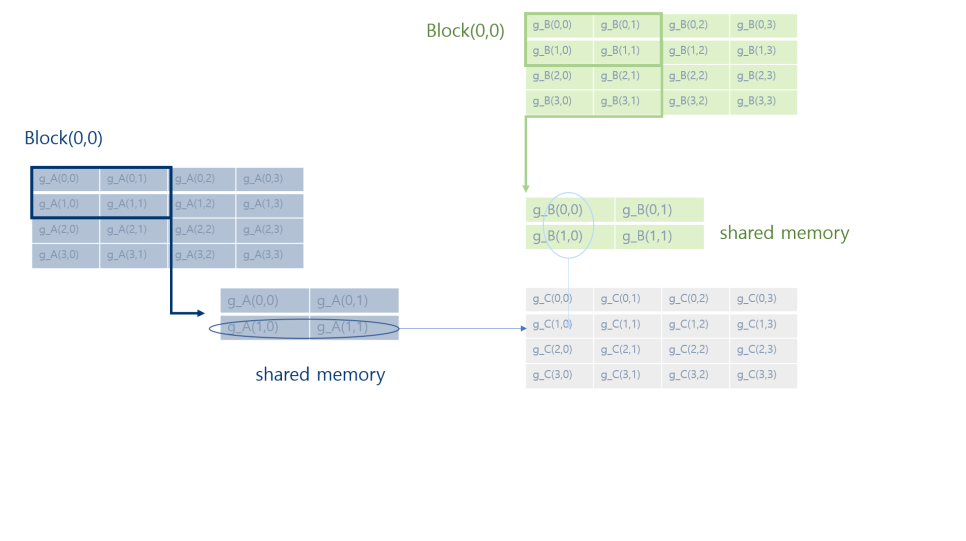 Block(0,0)
g_B(0,0) g_B(0,1) g_B(0,2) g_B(0,3)
g_B(1,0) g_B(1,1) g_B(1,2) g_B(1,3)
g_B(2,0) g_B(2,1) g_B(2,2) g_B(2,3)
g_B(3,0) g_B(3,1) g_B(3,2) g_B(3,3)
Block(0,0)
g_A(0,0) g_A(0,1) g_A(0,2) g_A(0,3)
g_A(1,0) g_A(1,1) g_A(1,2) g_A(1,3)
g_A(2,0) g_A(2,1) g_A(2,2) g_A(2,3)
g_A(3,0) g_A(3,1) g_A(3,2) g_A(3,3)
g_B(0,0) g_B(0,1)
g_B(1,0) g_B(1,1)
shared memory
g_A(0,0) g_A(0,1)
g_A(1,0) g_A(1,1)
shared memory
g_C(0,0) g_C(0,1) g_C(0,2) g_C(0,3)
g_C(1,0) g_C(1,1) g_C(1,2) g_C(1,3)
g_C(2,0) g_C(2,1) g_C(2,2) g_C(2,3)
g_C(3,0) g_C(3,1) g_C(3,2) g_C(3,3)